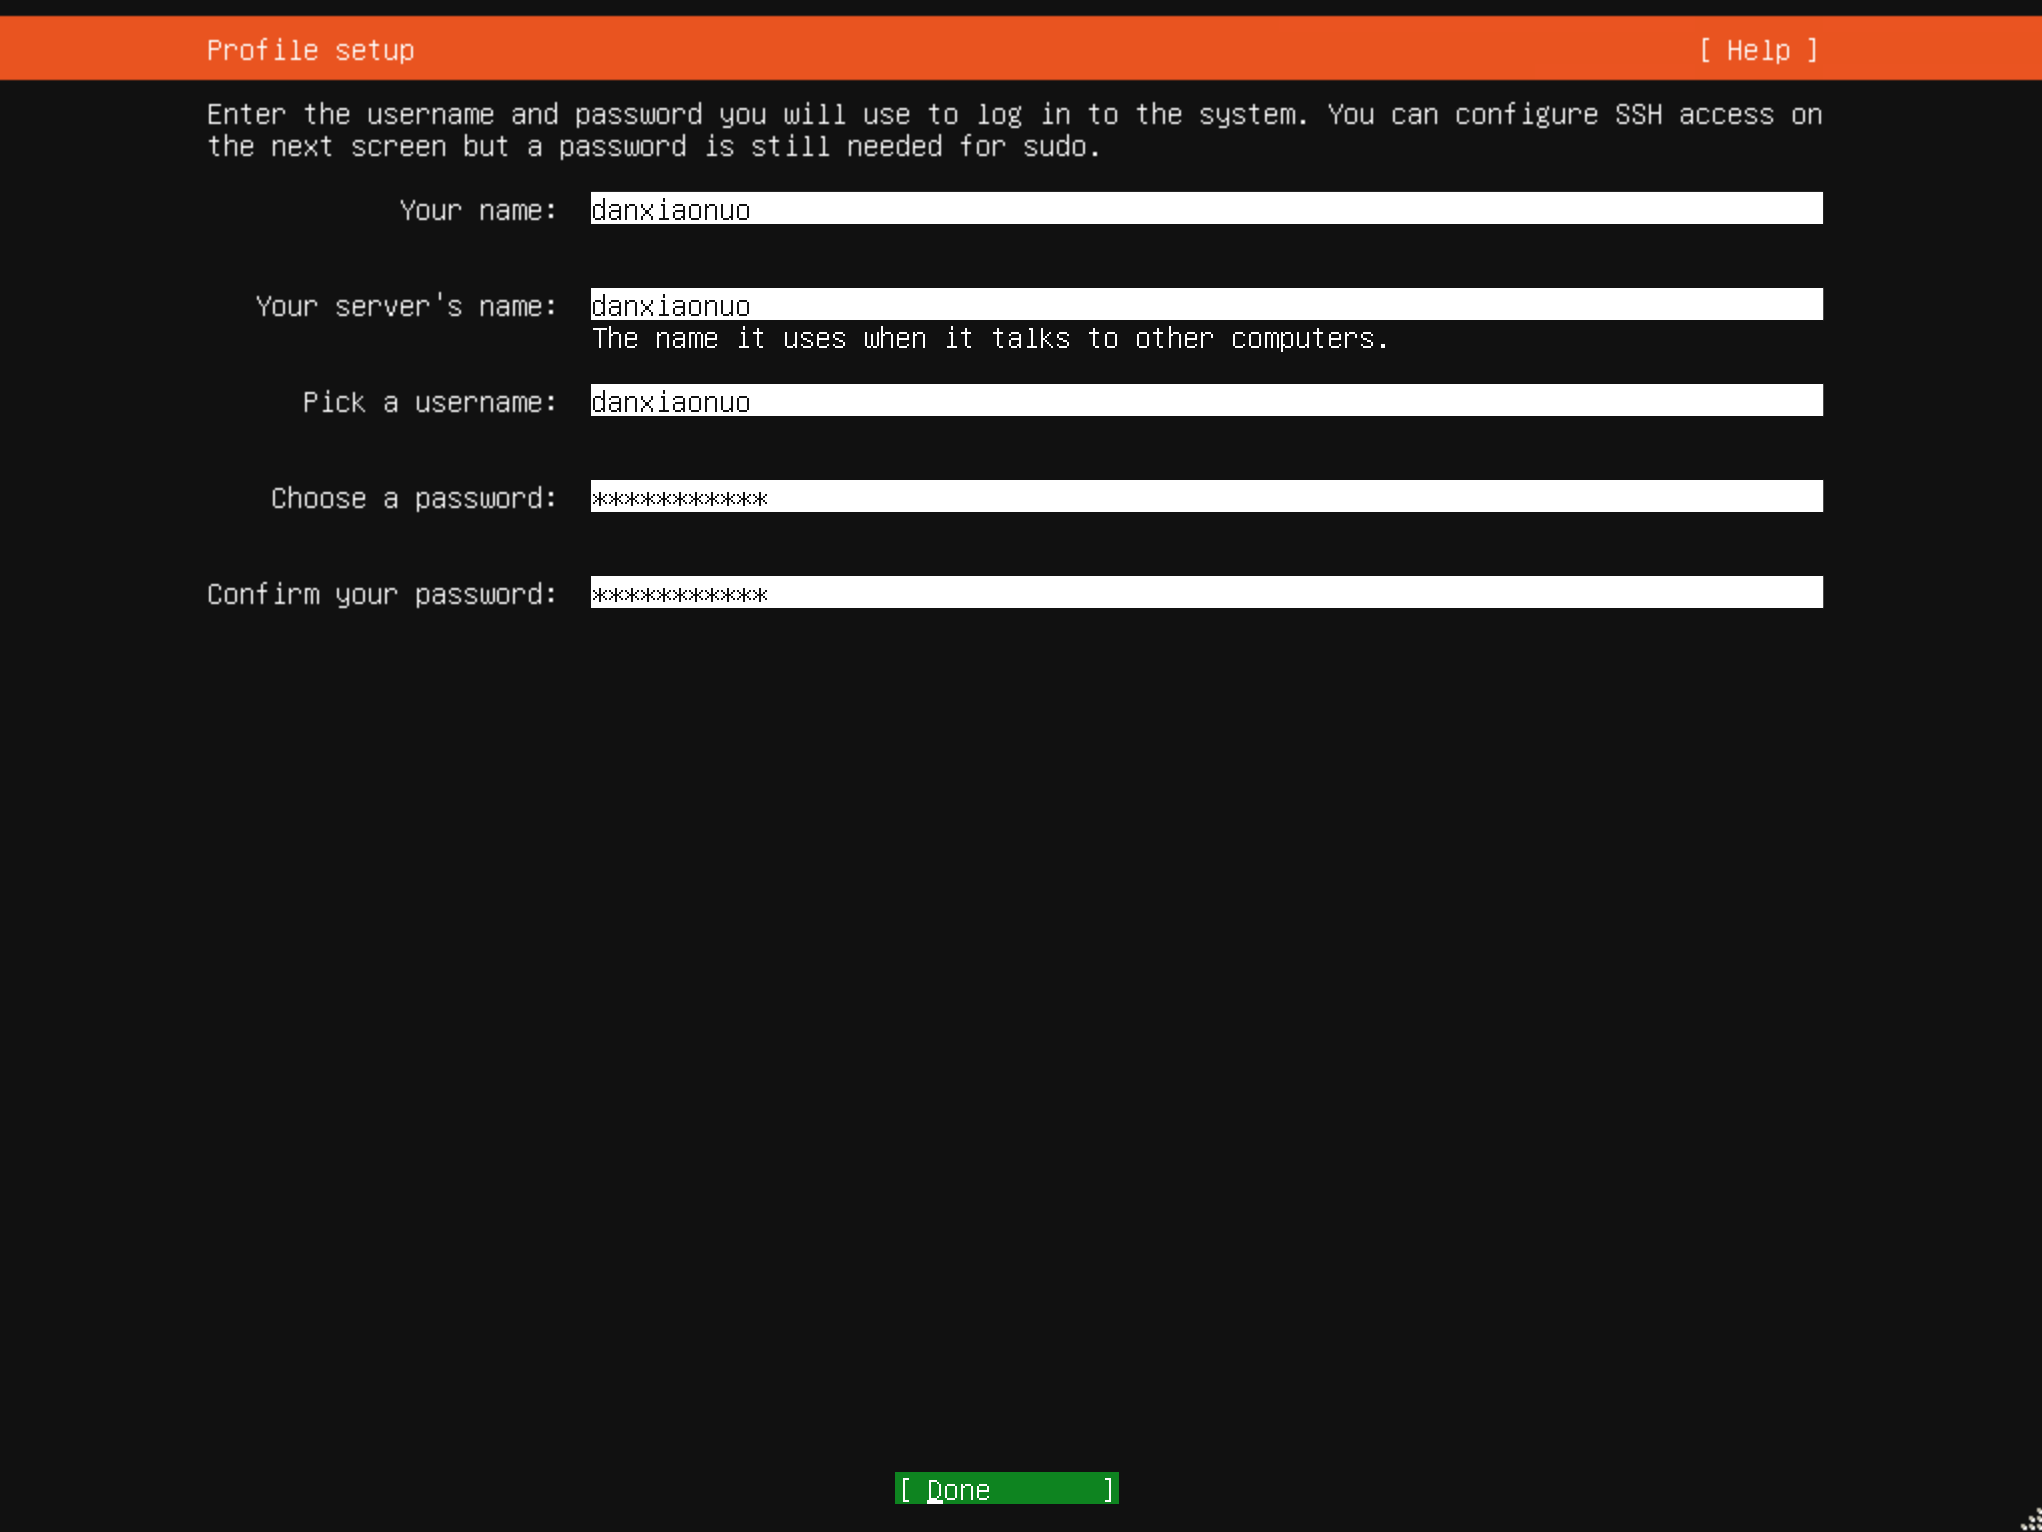 Profile setup [ Help ]
Enter the username and password you will use to log in to the system. You can configure SSH access on
the next screen but a password is still needed for sudo.
Your name: danxiaonuo
Your server's name: danxiaonuo
The name it uses when it talks to other computers.
Pick a username: danxiaonuo
Choose a password: ***********
Confirm your password: ***********
[ Done ]